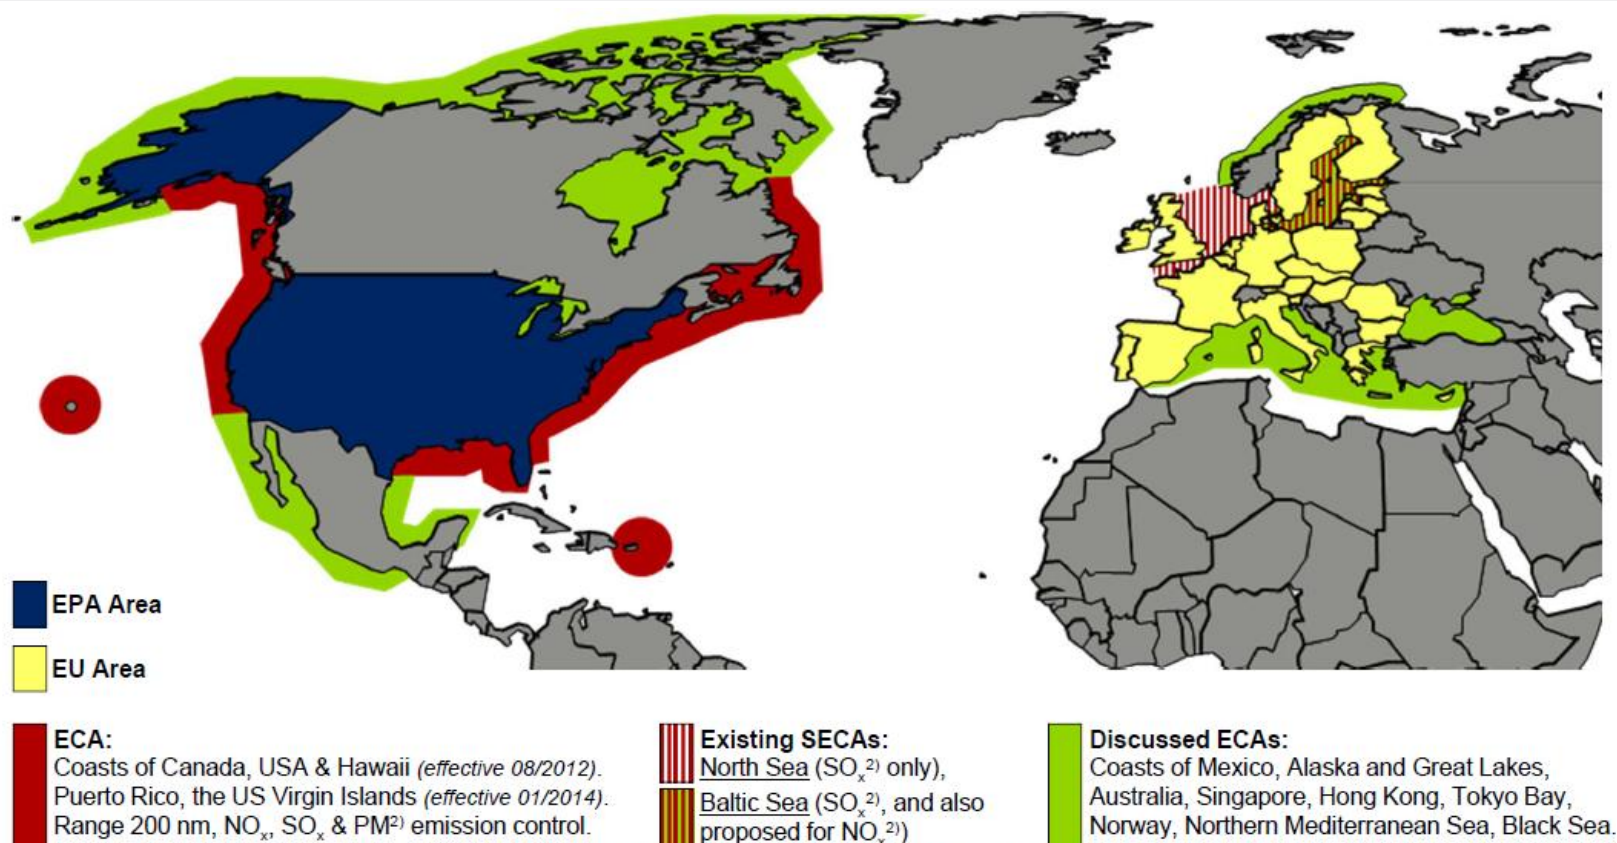 EPA Area
EU Area
ECA:
Coasts of Canada, USA & Hawaii (effective 08/2012).
Puerto Rico, the US Virgin Islands (effective 01/2014).
Range 200 nm, NOₓ, SOₓ & PM²⁾ emission control.
Existing SECAs:
North Sea (SOₓ²⁾ only),
Baltic Sea (SOₓ²⁾, and also
proposed for NOₓ²⁾)
Discussed ECAs:
Coasts of Mexico, Alaska and Great Lakes,
Australia, Singapore, Hong Kong, Tokyo Bay,
Norway, Northern Mediterranean Sea, Black Sea.